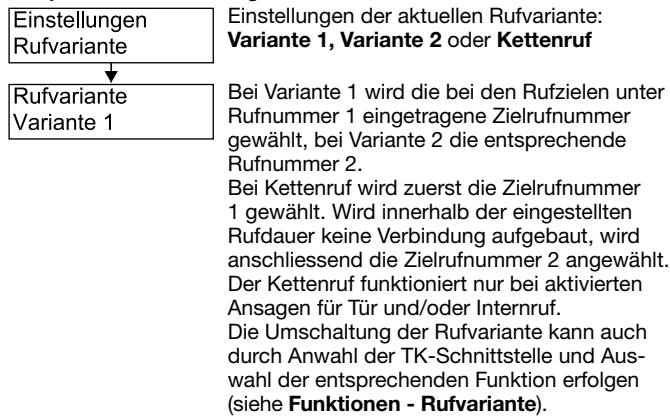 Einstellungen
Rufvariante
Einstellungen der aktuellen Rufvariante:
Variante 1, Variante 2 oder Kettenruf
Rufvariante
Variante 1
Bei Variante 1 wird die bei den Rufzielen unter
Rufnummer 1 eingetragene Zielrufnummer
gewählt, bei Variante 2 die entsprechende
Rufnummer 2.
Bei Kettenruf wird zuerst die Zielrufnummer
1 gewählt. Wird innerhalb der eingestellten
Rufdauer keine Verbindung aufgebaut, wird
anschliessend die Zielrufnummer 2 angewählt.
Der Kettenruf funktioniert nur bei aktivierten
Ansagen für Tür und/oder Internruf.
Die Umschaltung der Rufvariante kann auch
durch Anwahl der TK-Schnittstelle und Aus-
wahl der entsprechenden Funktion erfolgen
(siehe Funktionen - Rufvariante).